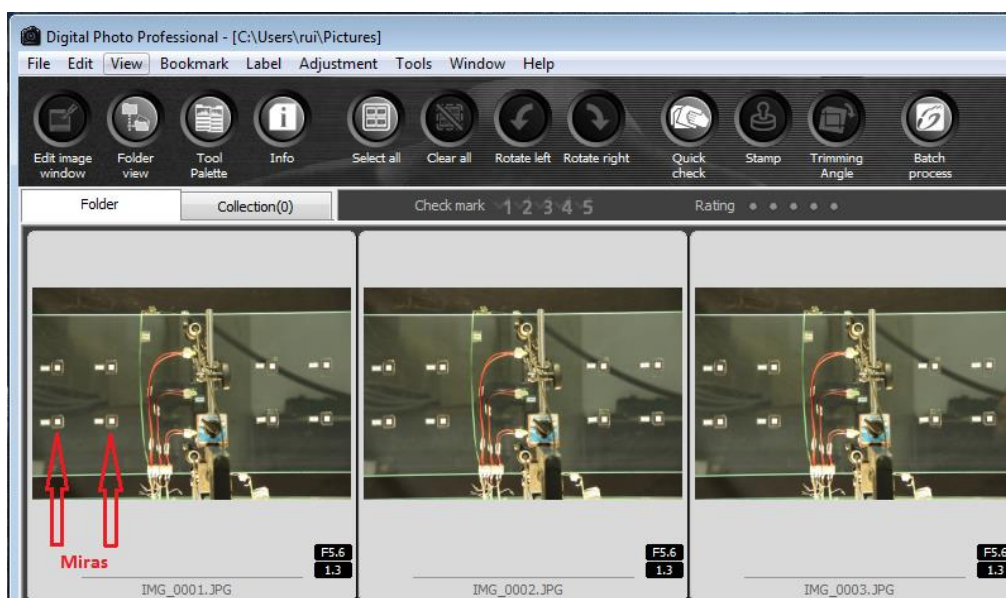 Digital Photo Professional - [C:\Users\rui\Pictures]
File Edit View Bookmark Label Adjustment Tools Window Help
Edit image window
Folder view
Tool Palette
Info
Select all
Clear all
Rotate left
Rotate right
Quick check
Stamp
Trimming Angle
Batch process
Folder
Collection(0)
Check mark 1 2 3 4 5
Rating
Miras
F5.6
1.3
F5.6
1.3
F5.6
1.3
IMG_0001.JPG
IMG_0002.JPG
IMG_0003.JPG